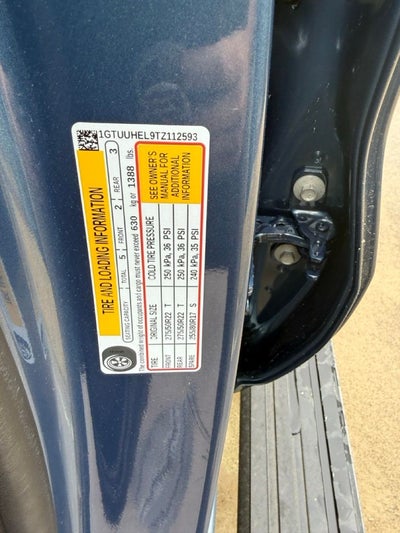 1GTUUHEL9TZ112593
TIRE AND LOADING INFORMATION
SEATING CAPACITY TOTAL 5 FRONT 2 REAR 3
The combined weight of occupants and cargo must never exceed 630 kg or 1388 lbs.
TIRE ORIGINAL SIZE COLD TIRE PRESSURE
FRONT 275/50R22 T 250 kPa, 36 PSI
REAR 275/50R22 T 250 kPa, 36 PSI
SPARE 255/80R17 S 240 kPa, 35 PSI
SEE OWNER'S
MANUAL FOR
ADDITIONAL
INFORMATION